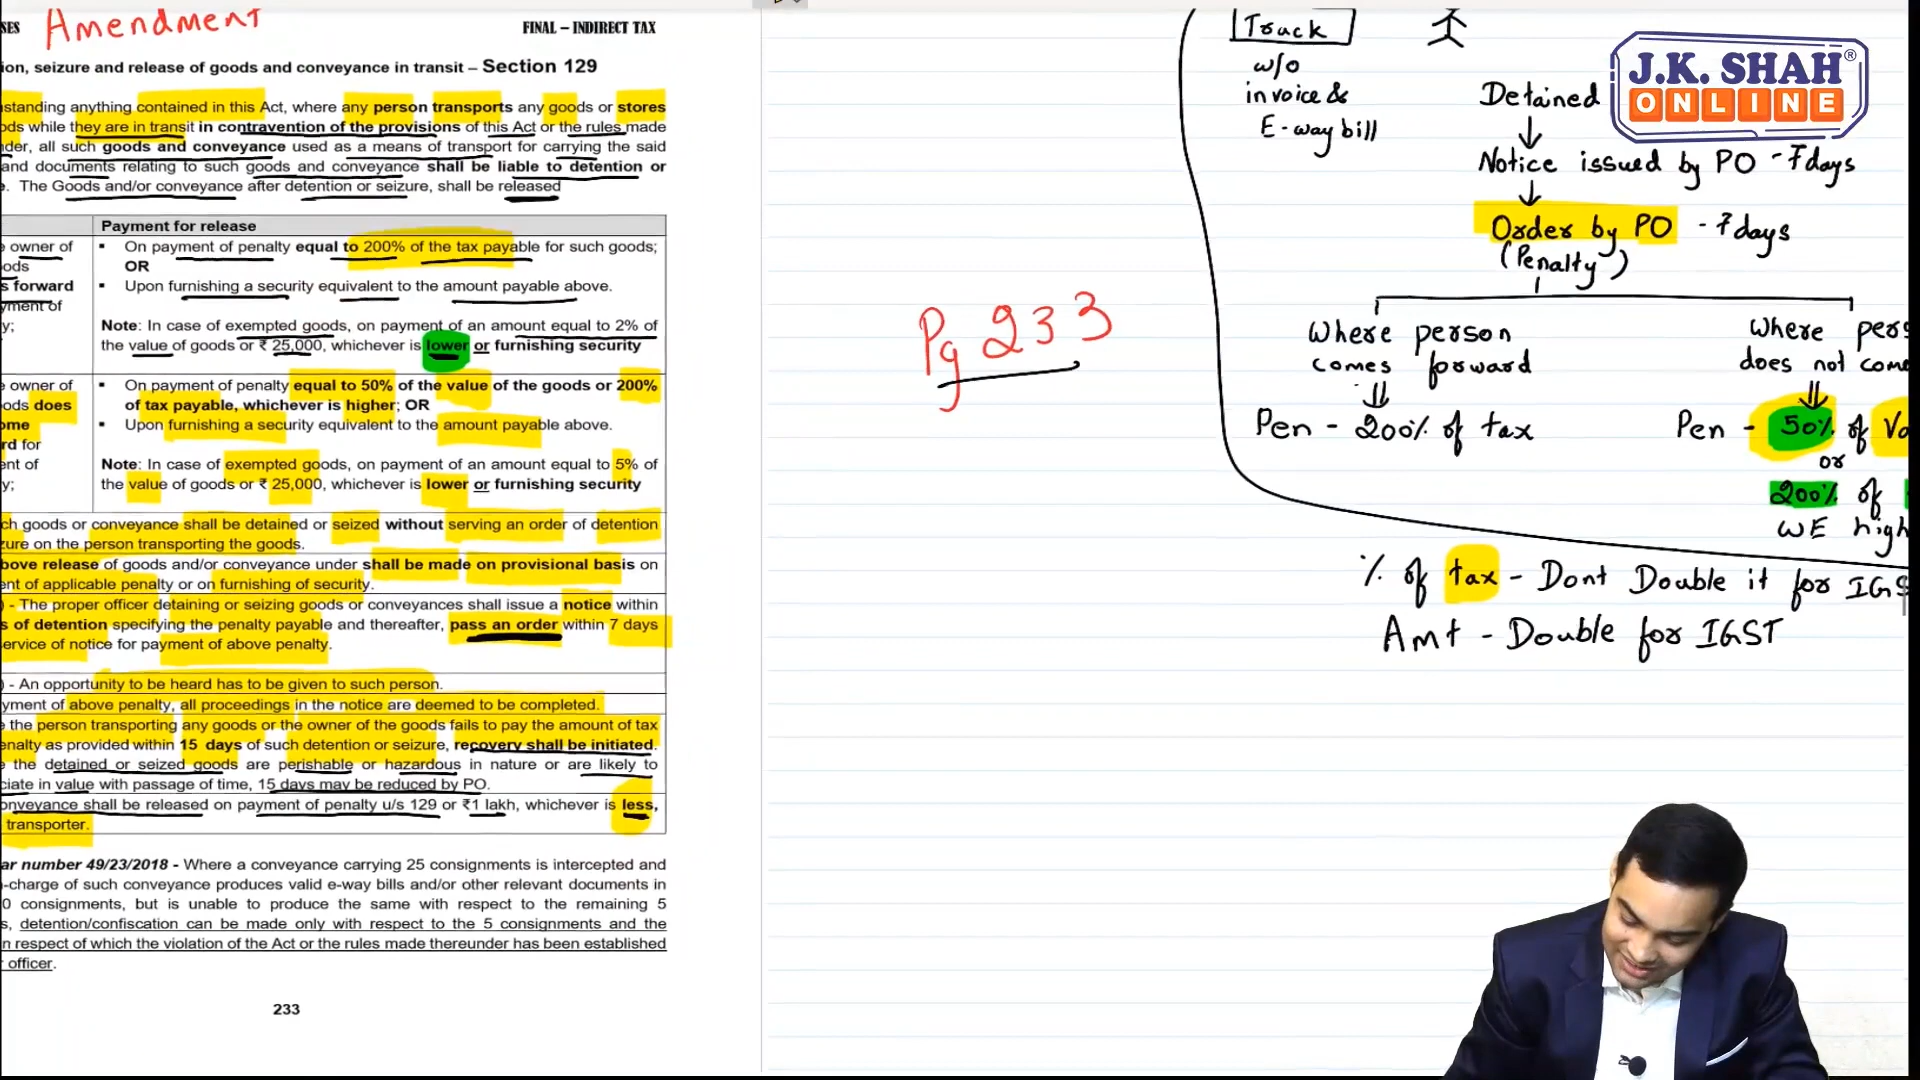 SES
Amendment
FINAL – INDIRECT TAX
ion, seizure and release of goods and conveyance in transit – Section 129
standing anything contained in this Act, where any person transports any goods or stores
ods while they are in transit in contravention of the provisions of this Act or the rules made
der, all such goods and conveyance used as a means of transport for carrying the said
and documents relating to such goods and conveyance shall be liable to detention or
e. The Goods and/or conveyance after detention or seizure, shall be released
Payment for release
e owner of
ods
s forward
yment of
y;
▪ On payment of penalty equal to 200% of the tax payable for such goods;
OR
▪ Upon furnishing a security equivalent to the amount payable above.
Note: In case of exempted goods, on payment of an amount equal to 2% of
the value of goods or ₹ 25,000, whichever is lower or furnishing security
e owner of
ods does
ome
rd for
ent of
y;
▪ On payment of penalty equal to 50% of the value of the goods or 200%
of tax payable, whichever is higher; OR
▪ Upon furnishing a security equivalent to the amount payable above.
Note: In case of exempted goods, on payment of an amount equal to 5% of
the value of goods or ₹ 25,000, whichever is lower or furnishing security
ch goods or conveyance shall be detained or seized without serving an order of detention
zure on the person transporting the goods.
bove release of goods and/or conveyance under shall be made on provisional basis on
ent of applicable penalty or on furnishing of security.
) - The proper officer detaining or seizing goods or conveyances shall issue a notice within
s of detention specifying the penalty payable and thereafter, pass an order within 7 days
ervice of notice for payment of above penalty.
) - An opportunity to be heard has to be given to such person.
yment of above penalty, all proceedings in the notice are deemed to be completed.
e the person transporting any goods or the owner of the goods fails to pay the amount of tax
enalty as provided within 15 days of such detention or seizure, recovery shall be initiated.
e the detained or seized goods are perishable or hazardous in nature or are likely to
ciate in value with passage of time, 15 days may be reduced by PO.
onveyance shall be released on payment of penalty u/s 129 or ₹1 lakh, whichever is less,
transporter.
ar number 49/23/2018 - Where a conveyance carrying 25 consignments is intercepted and
-charge of such conveyance produces valid e-way bills and/or other relevant documents in
0 consignments, but is unable to produce the same with respect to the remaining 5
s, detention/confiscation can be made only with respect to the 5 consignments and the
n respect of which the violation of the Act or the rules made thereunder has been established
officer.
233
Pg 233
Truck
w/o
invoice &
E-way bill
Detained
Notice issued by PO - 7 days
Order by PO - 7 days
(Penalty)
Where person
comes forward
Pen - 200% of tax
Where pers
does not com
Pen - 50% of Va
or
200% of
WE high
% of tax - Dont Double it for IGS
Amt - Double for IGST
J.K. SHAH®
ONLINE